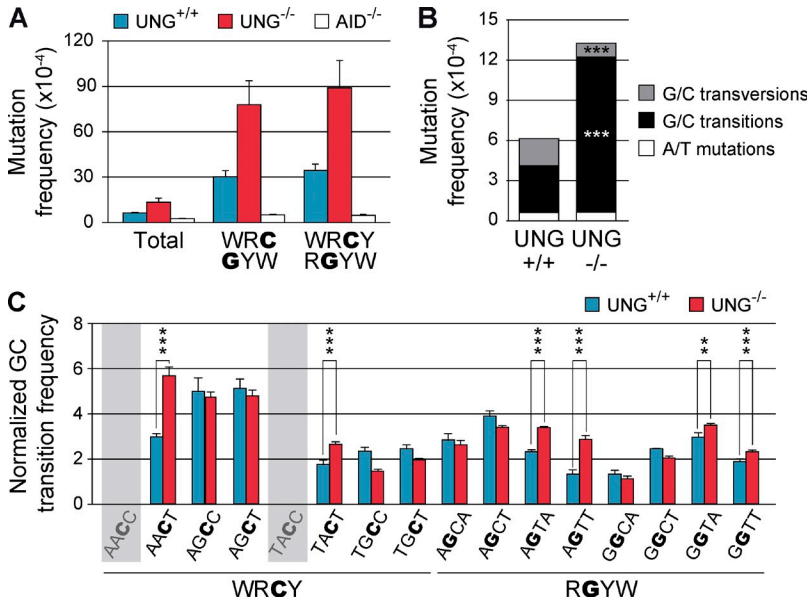 A
UNG+/+ UNG-/- AID-/-
Mutation frequency (x10-4)
120
90
60
30
0
Total
WRC
GYW
WRCY
RGYW
B
Mutation frequency (x10-4)
15
12
9
6
3
0
***
***
G/C transversions
G/C transitions
A/T mutations
UNG
+/+
UNG
-/-
C
UNG+/+ UNG-/-
Normalized GC
transition frequency
8
6
4
2
0
*** *** *** *** ** ***
AACC AACT AGCC AGCT TACC TACT TGCC TGCT AGCA AGCT AGTA AGTT GGCA GGCT GGTA GGTT
WRCY RGYW